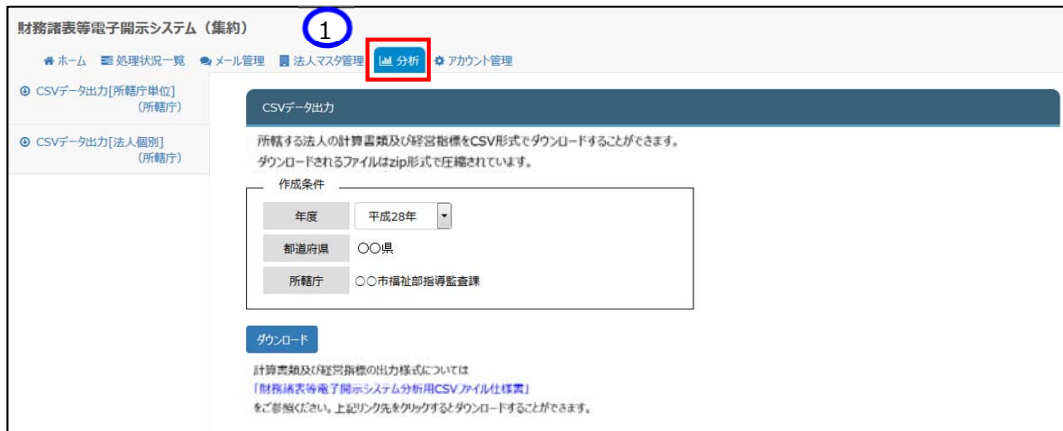 財務諸表等電子開示システム（集約）
1
ホーム 処理状況一覧 メール管理 法人マスタ管理 分析 アカウント管理
CSVデータ出力[所轄庁単位]
（所轄庁）
CSVデータ出力[法人個別]
（所轄庁）
CSVデータ出力
所轄する法人の計算書類及び経営指標をCSV形式でダウンロードすることができます。
ダウンロードされるファイルはzip形式で圧縮されています。
作成条件
年度 平成28年
都道府県 〇〇県
所轄庁 〇〇市福祉部指導監査課
ダウンロード
計算書類及び経営指標の出力様式については
「財務諸表等電子開示システム分析用CSVファイル仕様書」
をご参照ください。上記リンク先をクリックするとダウンロードすることができます。